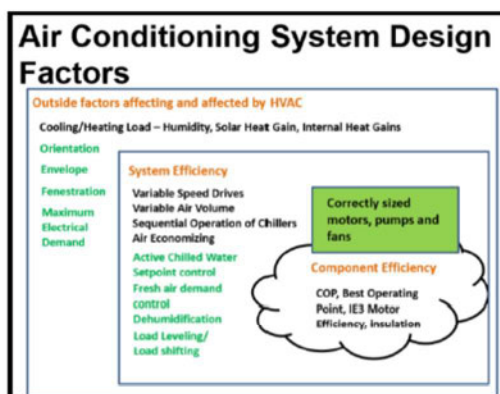 Air Conditioning System Design
Factors
Outside factors affecting and affected by HVAC
Cooling/Heating Load – Humidity, Solar Heat Gain, Internal Heat Gains
Orientation
Envelope
Fenestration
Maximum
Electrical
Demand
System Efficiency
Variable Speed Drives
Variable Air Volume
Sequential Operation of Chillers
Air Economizing
Active Chilled Water
Setpoint control
Fresh air demand
control
Dehumidification
Load Leveling/
Load shifting
Correctly sized
motors, pumps and
fans
Component Efficiency
COP, Best Operating
Point, IE3 Motor
Efficiency, insulation